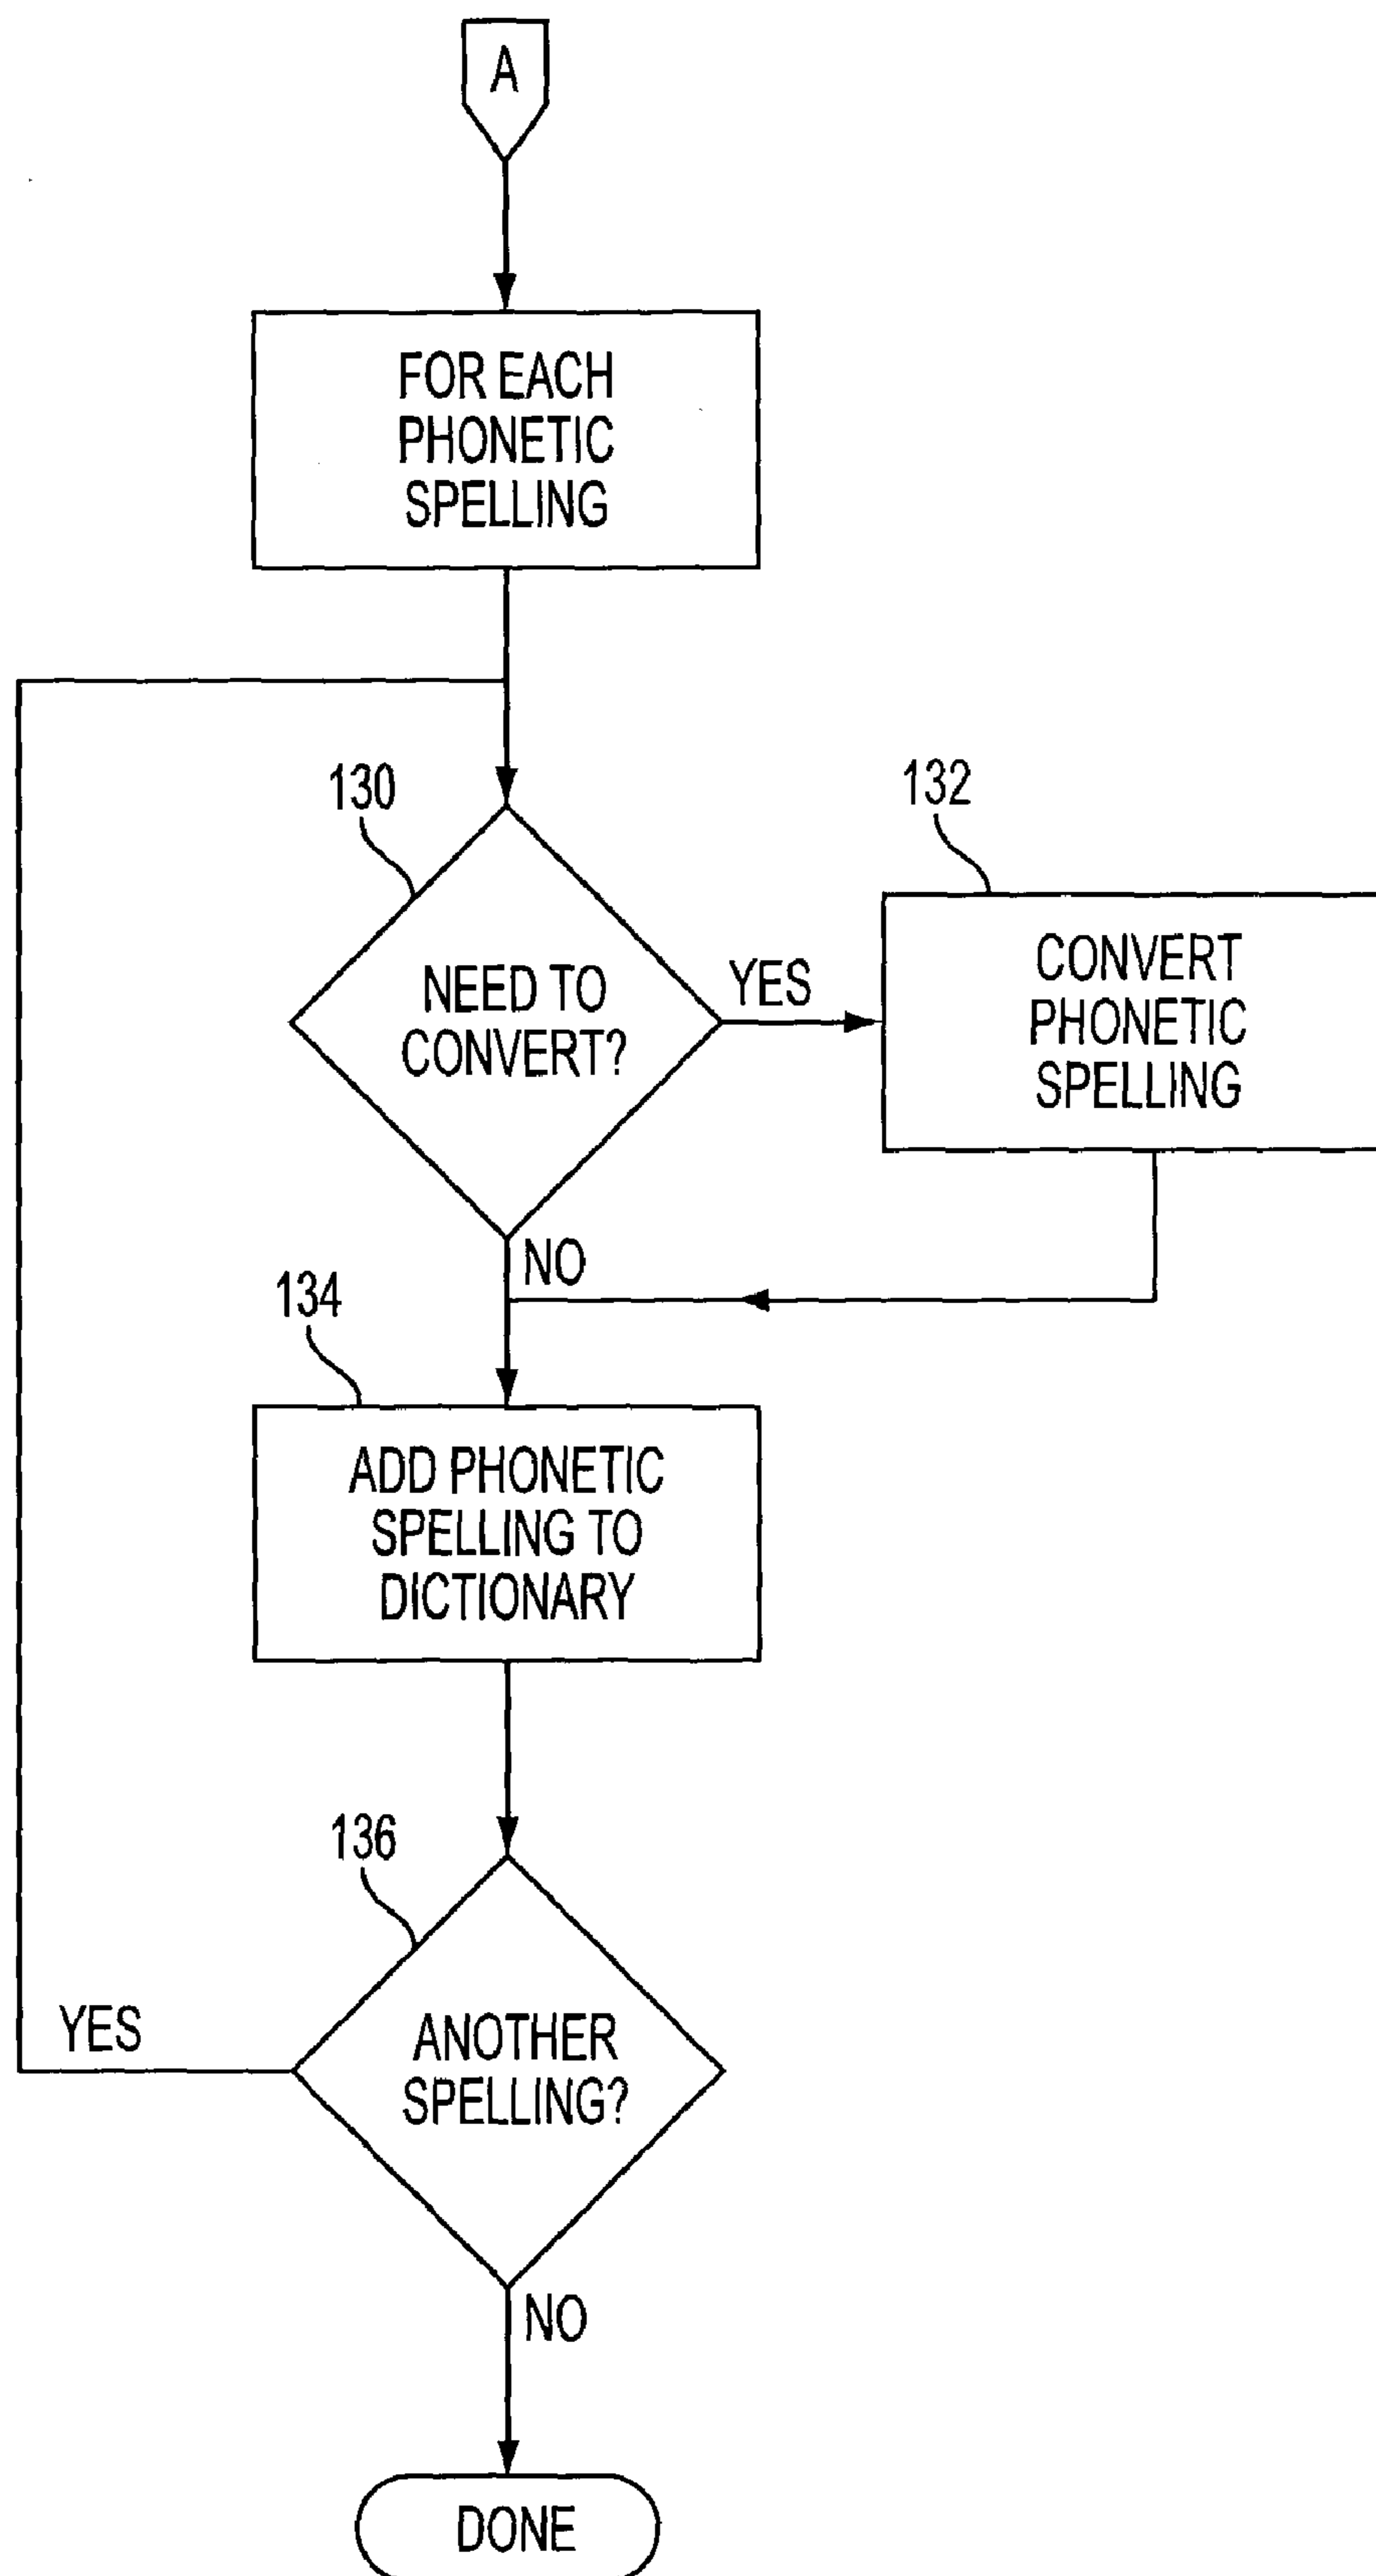 A
FOR EACH
PHONETIC
SPELLING
130
132
NEED TO
CONVERT?
YES
CONVERT
PHONETIC
SPELLING
NO
134
ADD PHONETIC
SPELLING TO
DICTIONARY
136
YES
ANOTHER
SPELLING?
NO
DONE